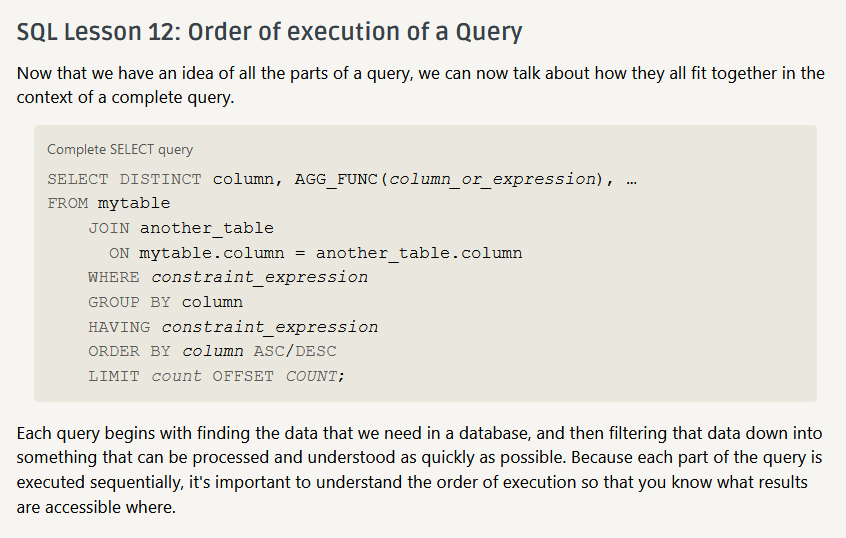 SQL Lesson 12: Order of execution of a Query
Now that we have an idea of all the parts of a query, we can now talk about how they all fit together in the
context of a complete query.
Complete SELECT query
SELECT DISTINCT column, AGG_FUNC(column_or_expression), …
FROM mytable
    JOIN another_table
      ON mytable.column = another_table.column
    WHERE constraint_expression
    GROUP BY column
    HAVING constraint_expression
    ORDER BY column ASC/DESC
    LIMIT count OFFSET COUNT;
Each query begins with finding the data that we need in a database, and then filtering that data down into
something that can be processed and understood as quickly as possible. Because each part of the query is
executed sequentially, it's important to understand the order of execution so that you know what results
are accessible where.